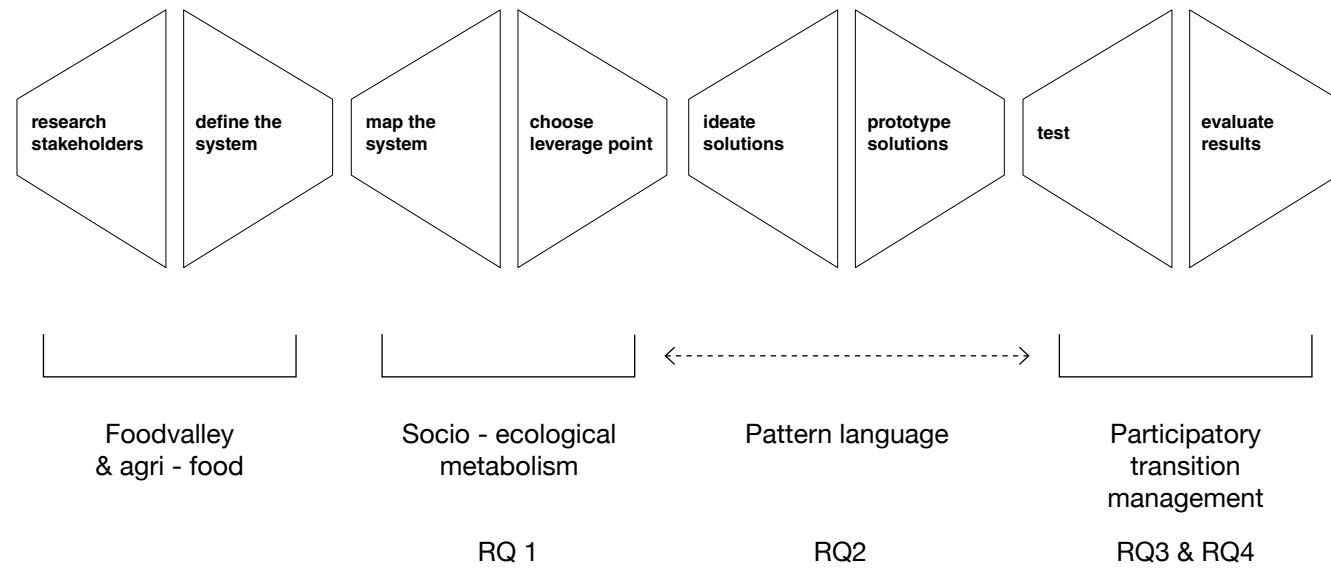 research
stakeholders
define the
system
map the
system
choose
leverage point
ideate
solutions
prototype
solutions
test
evaluate
results
Foodvalley
& agri - food
Socio - ecological
metabolism
Pattern language
Participatory
transition
management
RQ 1
RQ2
RQ3 & RQ4